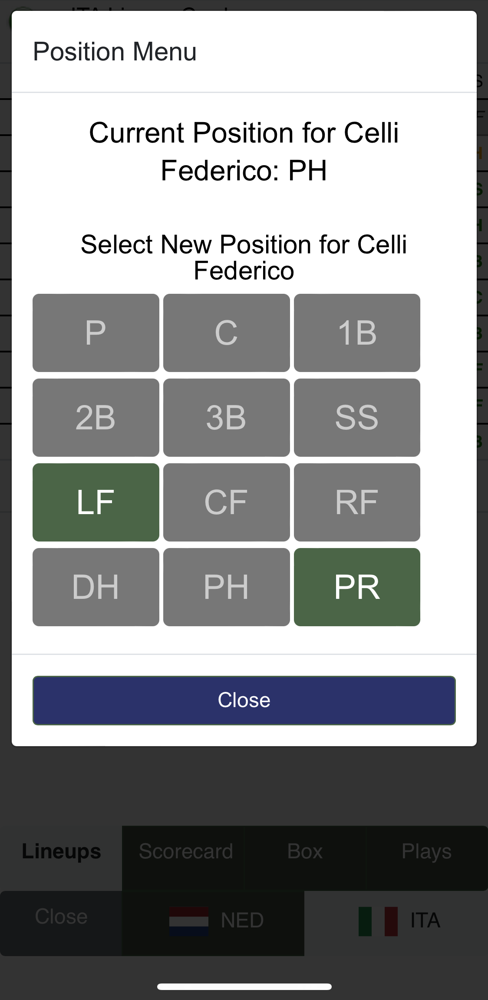 Position Menu
Current Position for Celli
Federico: PH
Select New Position for Celli
Federico
P C 1B
2B 3B SS
LF CF RF
DH PH PR
Close
Lineups Scorecard Box Plays
Close NED ITA